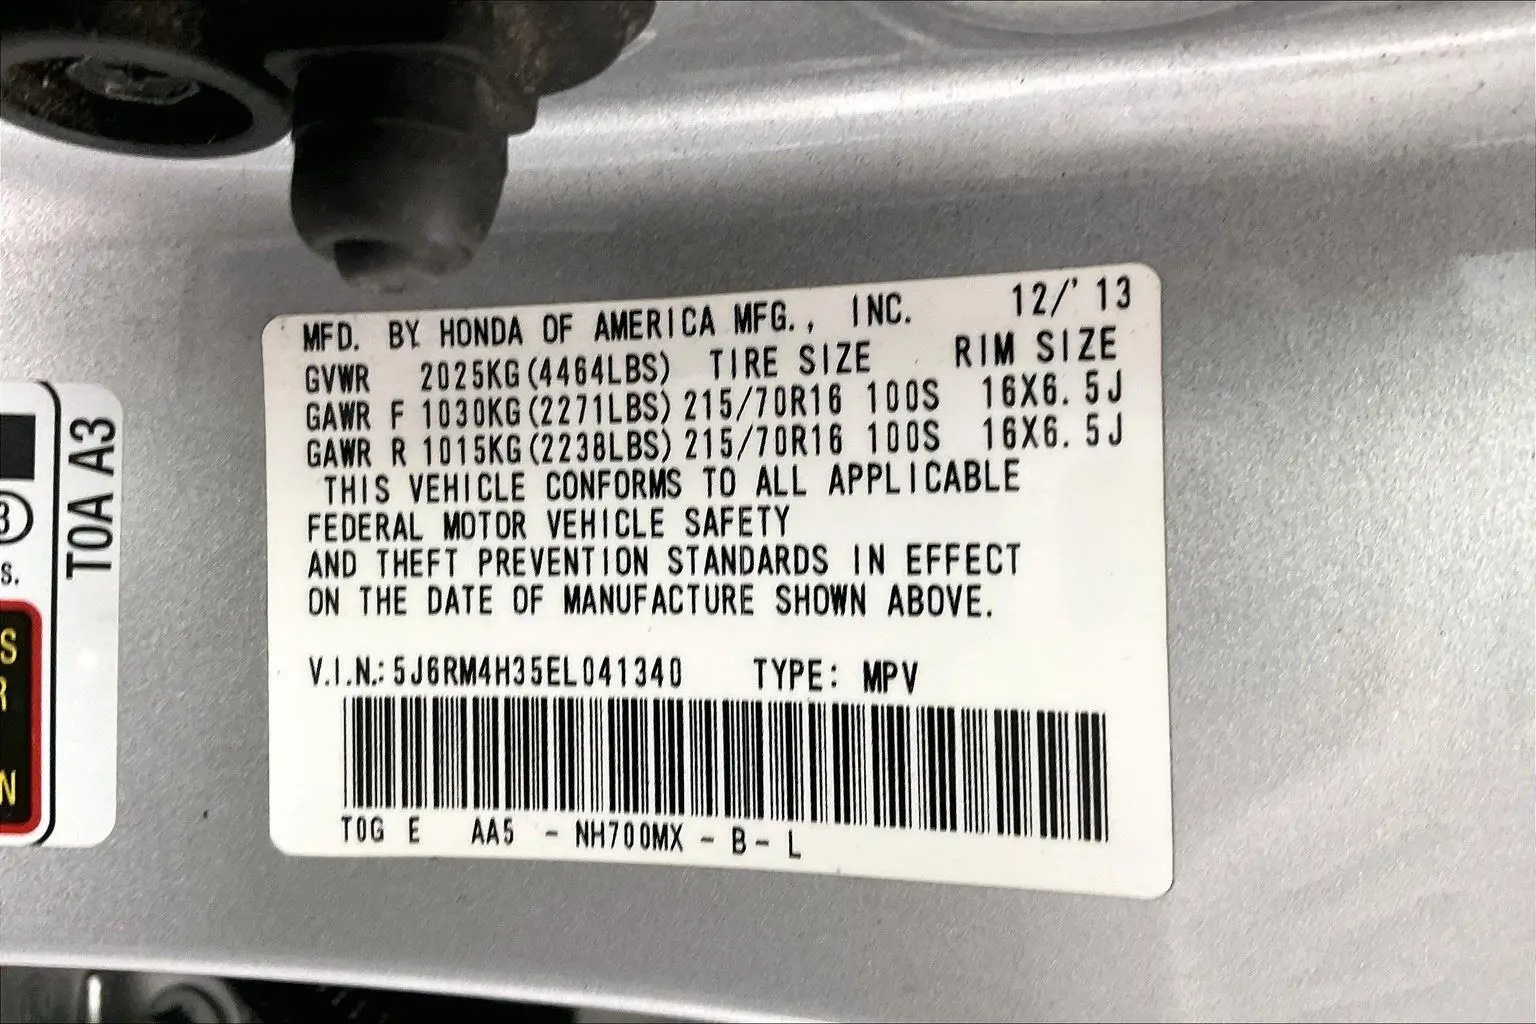 MFD. BY HONDA OF AMERICA MFG., INC. 12/'13
GVWR 2025KG(4464LBS) TIRE SIZE RIM SIZE
GAWR F 1030KG(2271LBS) 215/70R16 100S 16X6.5J
GAWR R 1015KG(2238LBS) 215/70R16 100S 16X6.5J
THIS VEHICLE CONFORMS TO ALL APPLICABLE
FEDERAL MOTOR VEHICLE SAFETY
AND THEFT PREVENTION STANDARDS IN EFFECT
ON THE DATE OF MANUFACTURE SHOWN ABOVE.
V.I.N.: 5J6RM4H35EL041340 TYPE: MPV
T0G E AA5 - NH700MX - B - L
T0A A3
3
S.
S
R
N